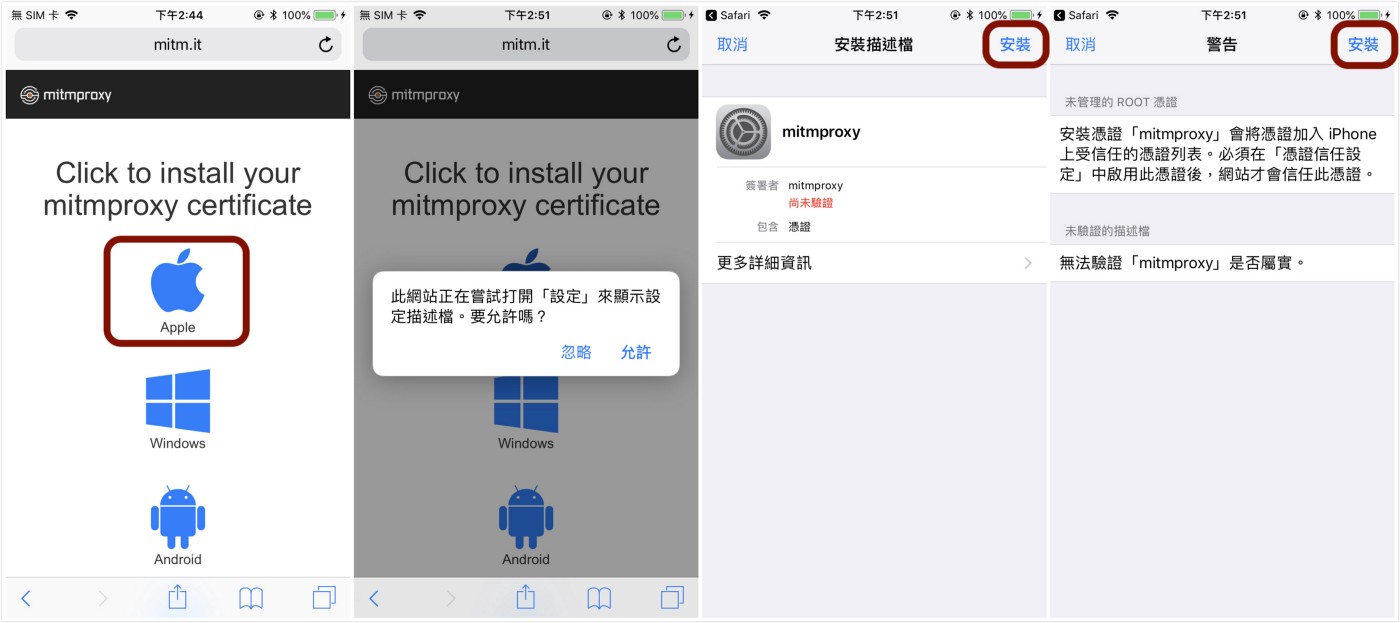 無 SIM 卡
下午2:44
100%
mitm.it
mitmproxy
Click to install your
mitmproxy certificate
Apple
Windows
Android
無 SIM 卡
下午2:51
100%
mitm.it
mitmproxy
Click to install your
mitmproxy certificate
此網站正在嘗試打開「設定」來顯示設
定描述檔。要允許嗎？
忽略
允許
Windows
Android
Safari
下午2:51
100%
取消
安裝描述檔
安裝
mitmproxy
簽署者 mitmproxy
尚未驗證
包含 憑證
更多詳細資訊
Safari
下午2:51
100%
取消
警告
安裝
未管理的 ROOT 憑證
安裝憑證「mitmproxy」會將憑證加入 iPhone
上受信任的憑證列表。必須在「憑證信任設
定」中啟用此憑證後，網站才會信任此憑證。
未驗證的描述檔
無法驗證「mitmproxy」是否屬實。